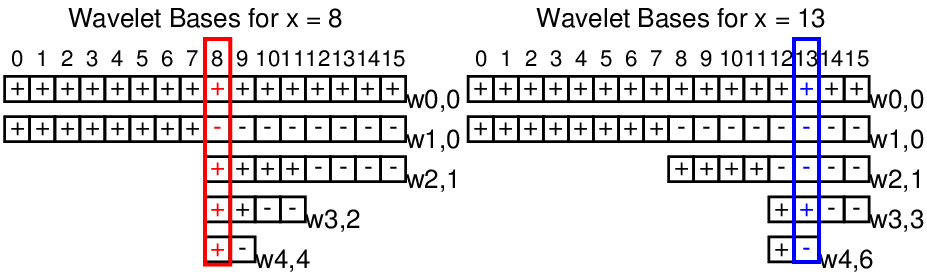 Wavelet Bases for x = 8
0 1 2 3 4 5 6 7 8 9 10 11 12 13 14 15
+ + + + + + + + + + + + + + + + w0,0
+ + + + + + + + - - - - - - - - w1,0
+ + + + - - - - w2,1
+ + - - w3,2
+ - w4,4
Wavelet Bases for x = 13
0 1 2 3 4 5 6 7 8 9 10 11 12 13 14 15
+ + + + + + + + + + + + + + + + w0,0
+ + + + + + + + - - - - - - - - w1,0
+ + + + - - - - w2,1
+ + - - w3,3
+ - w4,6